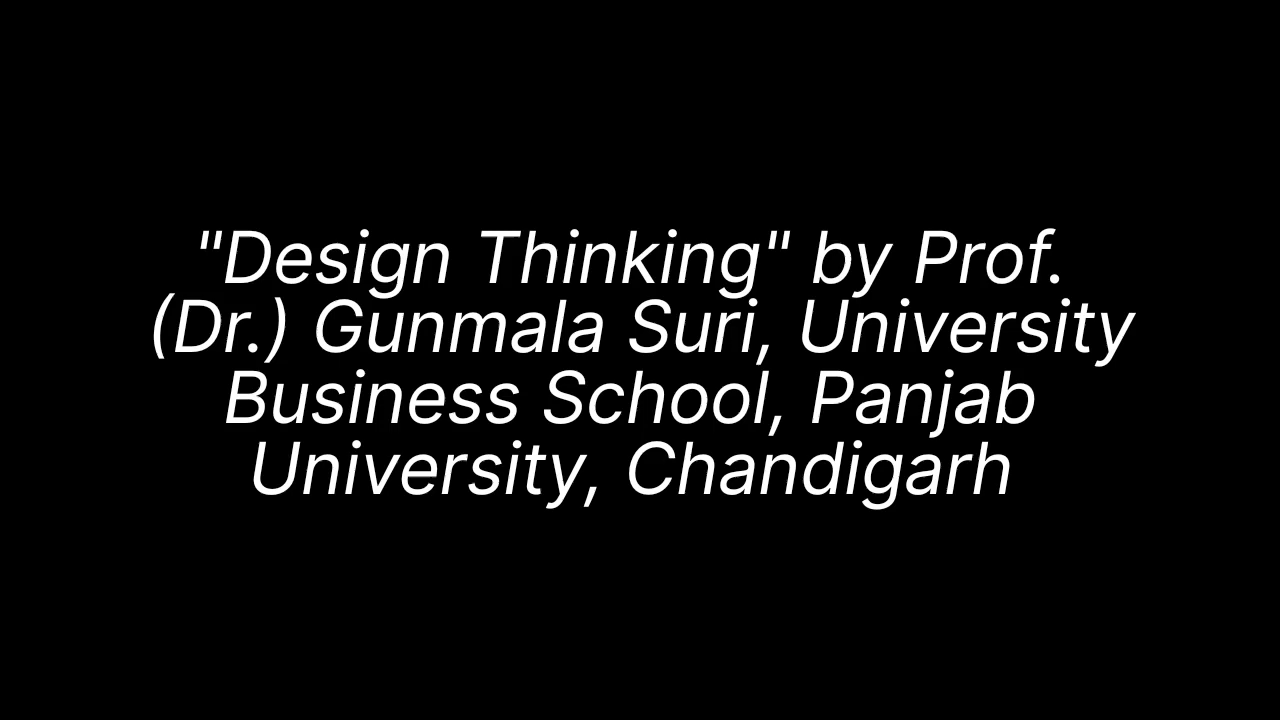 "Design Thinking" by Prof.
(Dr.) Gunmala Suri, University
Business School, Panjab
University, Chandigarh